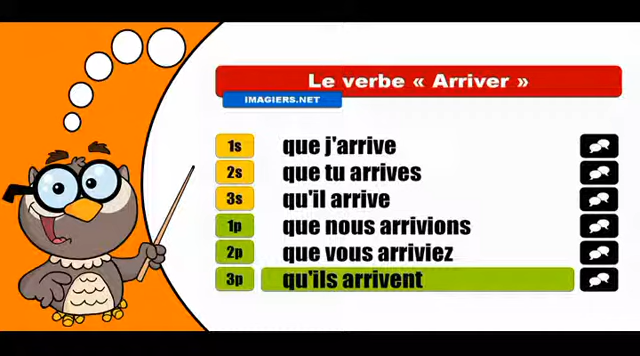 Le verbe « Arriver »
IMAGIERS.NET
1s que j'arrive
2s que tu arrives
3s qu'il arrive
1p que nous arrivions
2p que vous arriviez
3p qu'ils arrivent